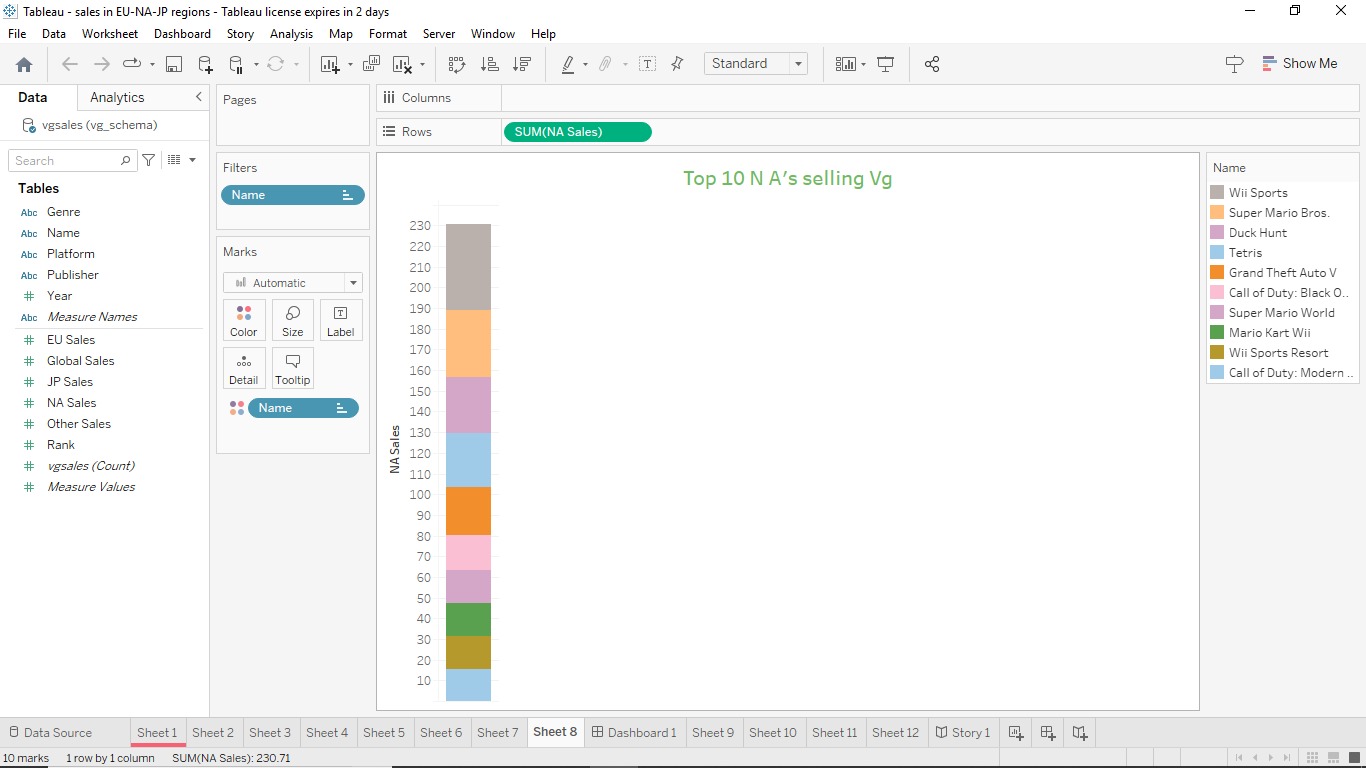 Tableau - sales in EU-NA-JP regions - Tableau license expires in 2 days
File Data Worksheet Dashboard Story Analysis Map Format Server Window Help
Standard
Show Me
Data Analytics
vgsales (vg_schema)
Search
Tables
Abc Genre
Abc Name
Abc Platform
Abc Publisher
# Year
Abc Measure Names
# EU Sales
# Global Sales
# JP Sales
# NA Sales
# Other Sales
# Rank
# vgsales (Count)
# Measure Values
Pages
Filters
Name
Marks
Automatic
Color Size Label
Detail Tooltip
Name
Columns
Rows SUM(NA Sales)
Top 10 N A’s selling Vg
NA Sales
230
220
210
200
190
180
170
160
150
140
130
120
110
100
90
80
70
60
50
40
30
20
10
Name
Wii Sports
Super Mario Bros.
Duck Hunt
Tetris
Grand Theft Auto V
Call of Duty: Black O..
Super Mario World
Mario Kart Wii
Wii Sports Resort
Call of Duty: Modern ..
Data Source Sheet 1 Sheet 2 Sheet 3 Sheet 4 Sheet 5 Sheet 6 Sheet 7 Sheet 8 Dashboard 1 Sheet 9 Sheet 10 Sheet 11 Sheet 12 Story 1
10 marks 1 row by 1 column SUM(NA Sales): 230.71